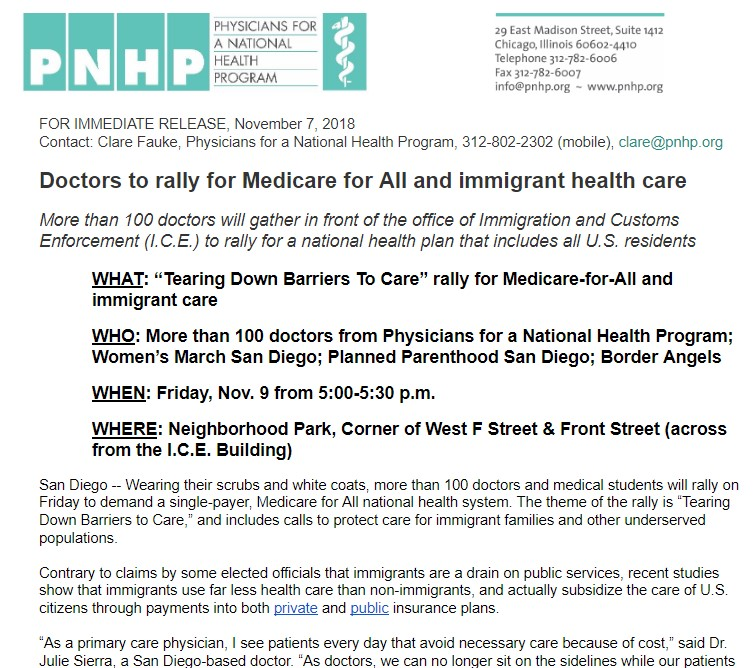 PNHP
PHYSICIANS FOR
A NATIONAL
HEALTH
PROGRAM
29 East Madison Street, Suite 1412
Chicago, Illinois 60602-4410
Telephone 312-782-6006
Fax 312-782-6007
info@pnhp.org ~ www.pnhp.org
FOR IMMEDIATE RELEASE, November 7, 2018
Contact: Clare Fauke, Physicians for a National Health Program, 312-802-2302 (mobile), clare@pnhp.org
Doctors to rally for Medicare for All and immigrant health care
More than 100 doctors will gather in front of the office of Immigration and Customs
Enforcement (I.C.E.) to rally for a national health plan that includes all U.S. residents
WHAT: “Tearing Down Barriers To Care” rally for Medicare-for-All and
immigrant care
WHO: More than 100 doctors from Physicians for a National Health Program;
Women’s March San Diego; Planned Parenthood San Diego; Border Angels
WHEN: Friday, Nov. 9 from 5:00-5:30 p.m.
WHERE: Neighborhood Park, Corner of West F Street & Front Street (across
from the I.C.E. Building)
San Diego -- Wearing their scrubs and white coats, more than 100 doctors and medical students will rally on
Friday to demand a single-payer, Medicare for All national health system. The theme of the rally is “Tearing
Down Barriers to Care,” and includes calls to protect care for immigrant families and other underserved
populations.
Contrary to claims by some elected officials that immigrants are a drain on public services, recent studies
show that immigrants use far less health care than non-immigrants, and actually subsidize the care of U.S.
citizens through payments into both private and public insurance plans.
“As a primary care physician, I see patients every day that avoid necessary care because of cost,” said Dr.
Julie Sierra, a San Diego-based doctor. “As doctors, we can no longer sit on the sidelines while our patients